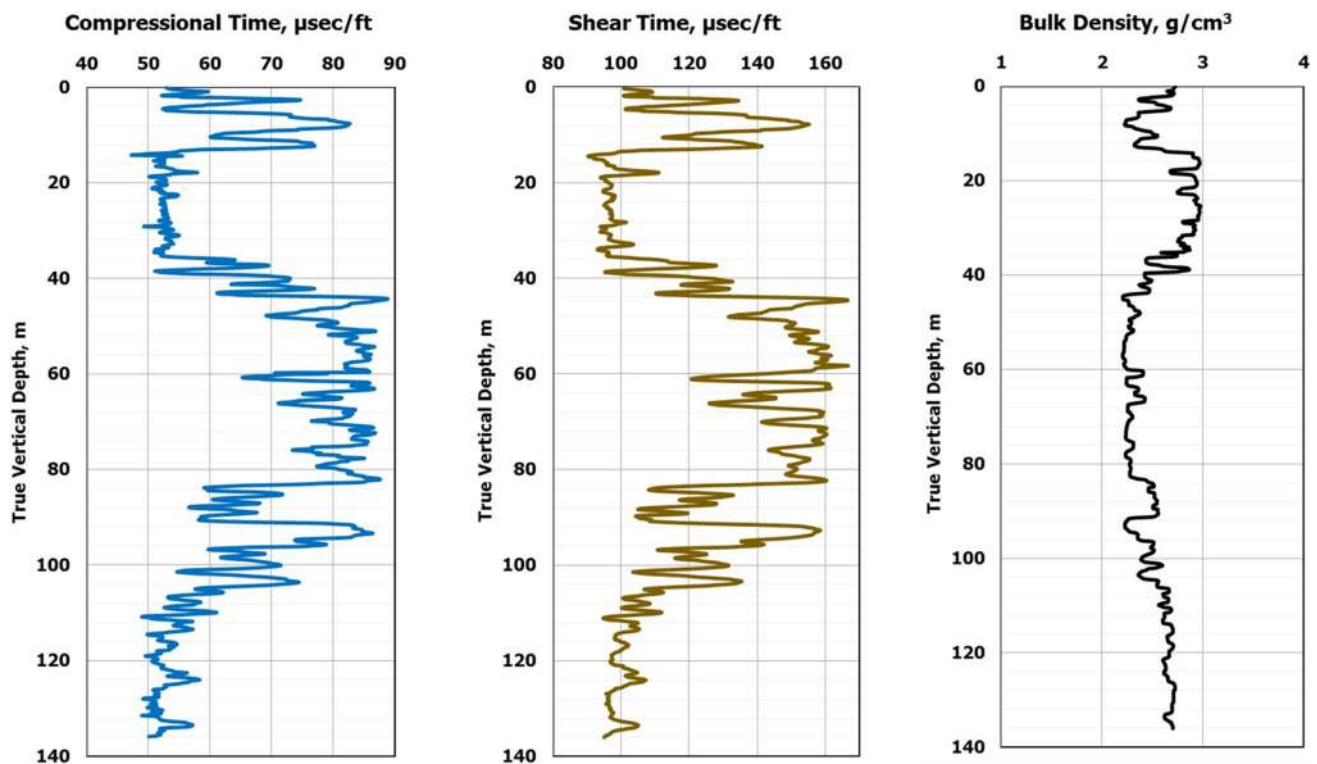 Compressional Time, µsec/ft
40 50 60 70 80 90
0
20
40
60
80
100
120
140
True Vertical Depth, m
Shear Time, µsec/ft
80 100 120 140 160
0
20
40
60
80
100
120
140
True Vertical Depth, m
Bulk Density, g/cm³
1 2 3 4
0
20
40
60
80
100
120
140
True Vertical Depth, m